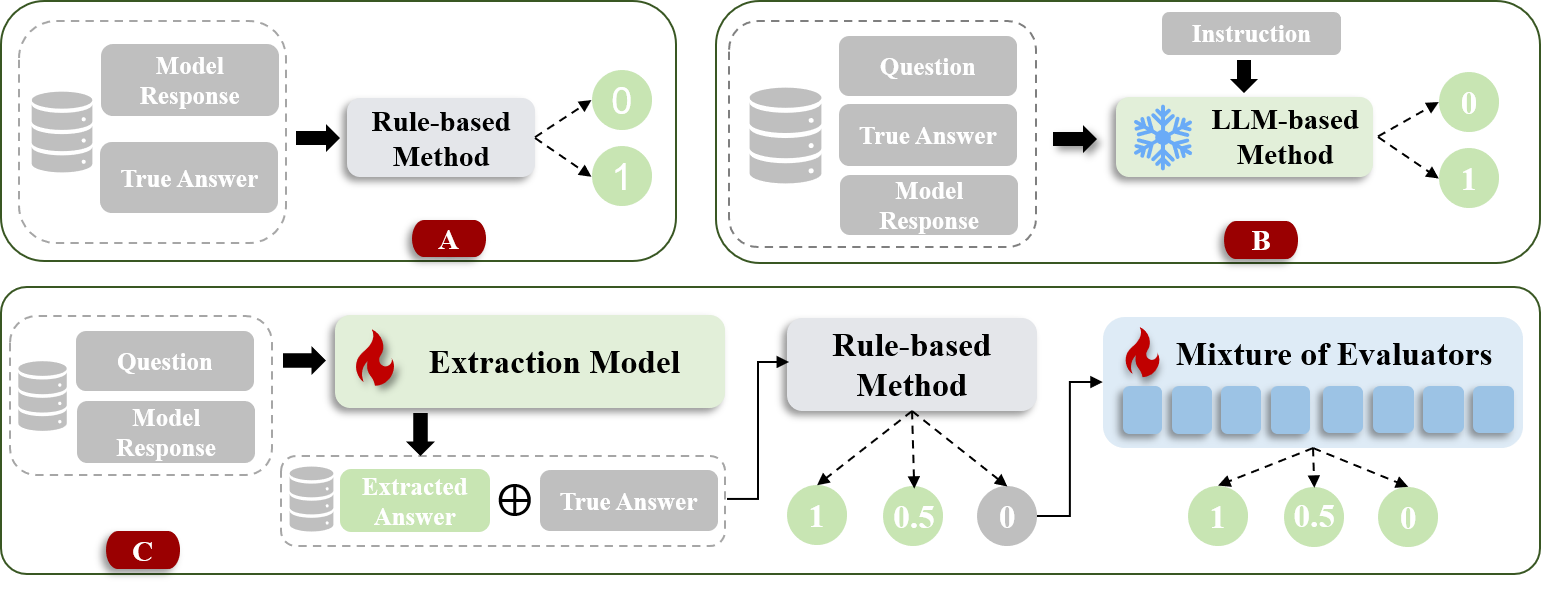 Model
Response
True Answer
Rule-based
Method
0
1
A
Question
True Answer
Model
Response
Instruction
LLM-based
Method
0
1
B
Question
Model
Response
Extraction Model
Extracted
Answer
True Answer
Rule-based
Method
1
0.5
0
Mixture of Evaluators
1
0.5
0
C